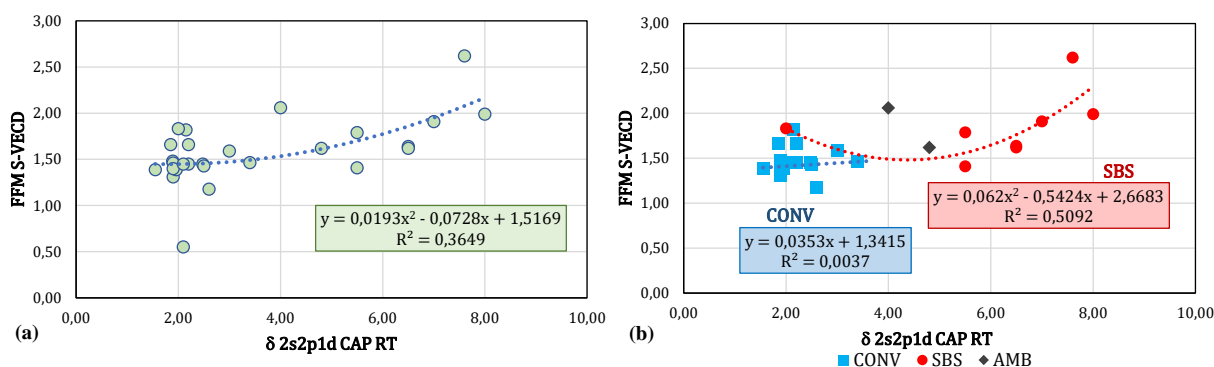 3,00
2,50
2,00
1,50
1,00
0,50
0,00
FFM S-VECD
y = 0,0193x² - 0,0728x + 1,5169
R² = 0,3649
0,00 2,00 4,00 6,00 8,00 10,00
(a)
δ 2s2p1d CAP RT
3,00
2,50
2,00
1,50
1,00
0,50
0,00
FFM S-VECD
SBS
y = 0,062x² - 0,5424x + 2,6683
R² = 0,5092
CONV
y = 0,0353x + 1,3415
R² = 0,0037
0,00 2,00 4,00 6,00 8,00 10,00
(b)
δ 2s2p1d CAP RT
CONV SBS AMB